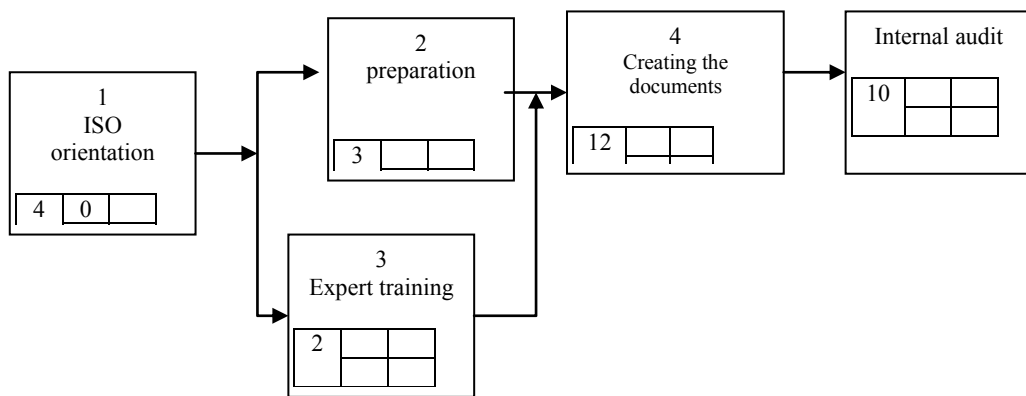 1
ISO
orientation
4 0
2
preparation
3
3
Expert training
2
4
Creating the
documents
12
Internal audit
10